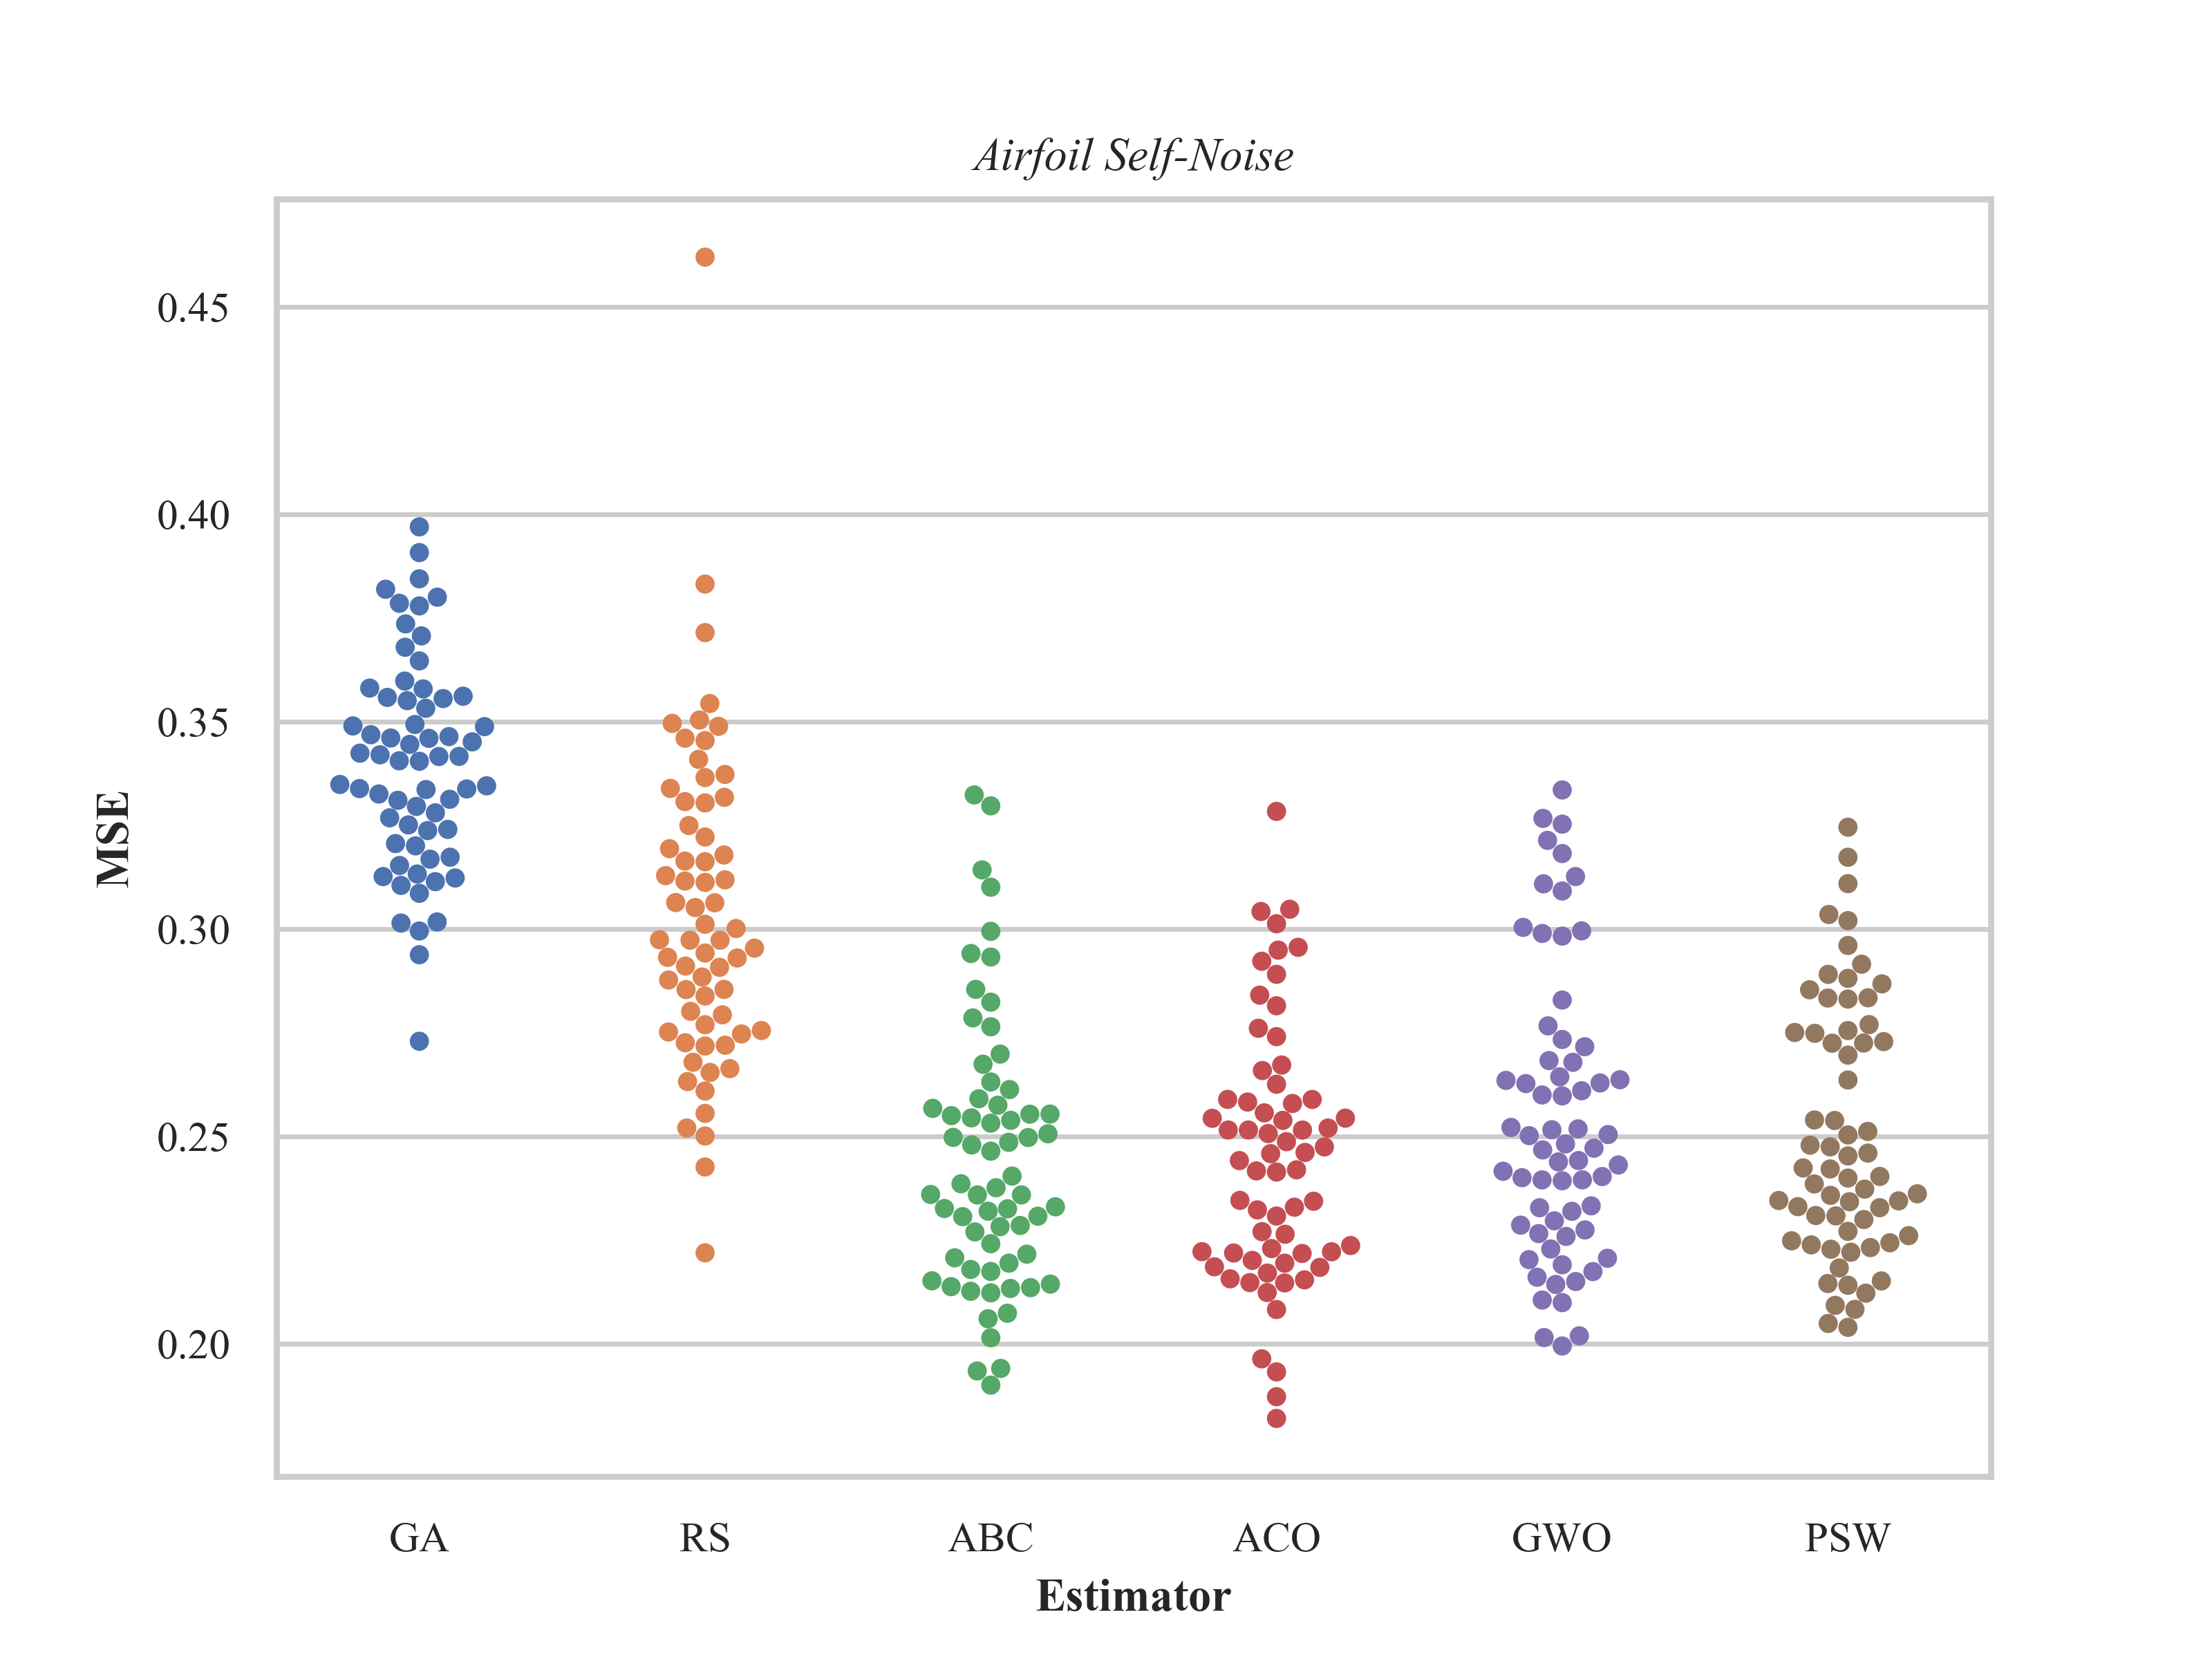 Airfoil Self-Noise
0.45
0.40
0.35
0.30
0.25
0.20
MSE
GA RS ABC ACO GWO PSW
Estimator